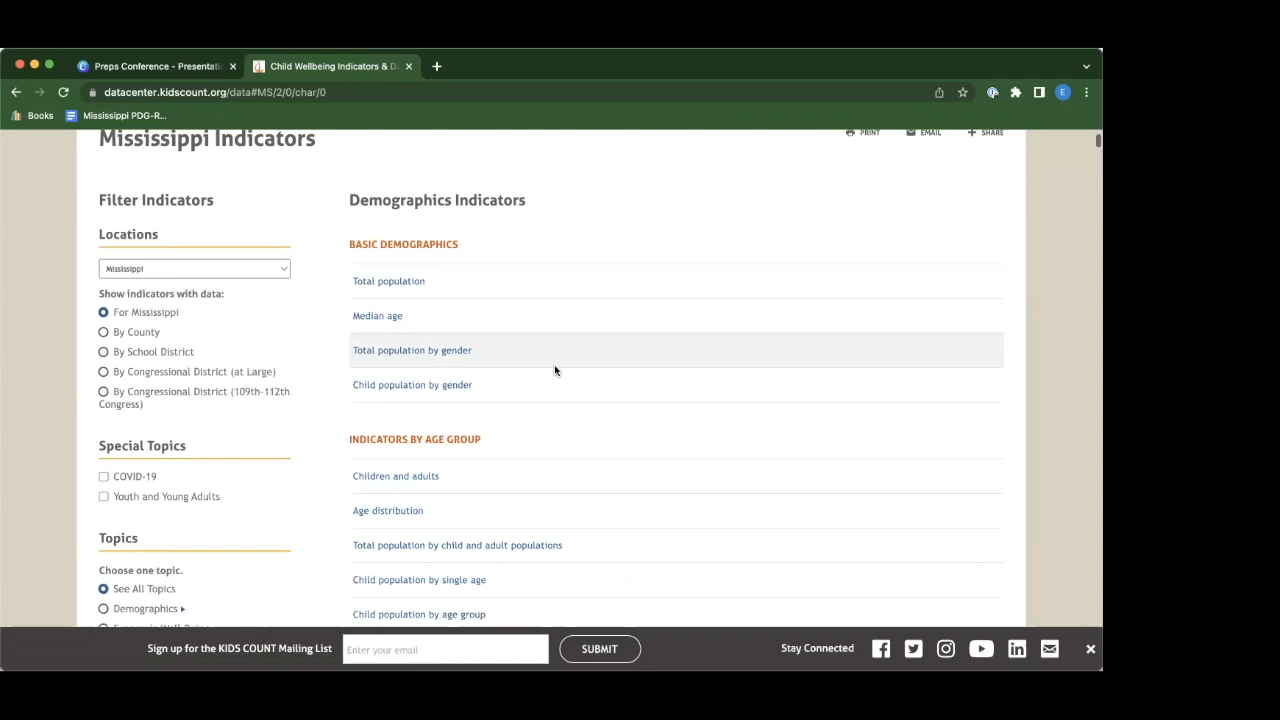 Preps Conference - Presentati
Child Wellbeing Indicators & D
datacenter.kidscount.org/data#MS/2/0/char/0
E
Books
Mississippi PDG-R...
Mississippi Indicators
PRINT
EMAIL
SHARE
Filter Indicators
Locations
Mississippi
Show indicators with data:
For Mississippi
By County
By School District
By Congressional District (at Large)
By Congressional District (109th-112th
Congress)
Special Topics
COVID-19
Youth and Young Adults
Topics
Choose one topic.
See All Topics
Demographics
Demographics Indicators
BASIC DEMOGRAPHICS
Total population
Median age
Total population by gender
Child population by gender
INDICATORS BY AGE GROUP
Children and adults
Age distribution
Total population by child and adult populations
Child population by single age
Child population by age group
Sign up for the KIDS COUNT Mailing List
Enter your email
SUBMIT
Stay Connected